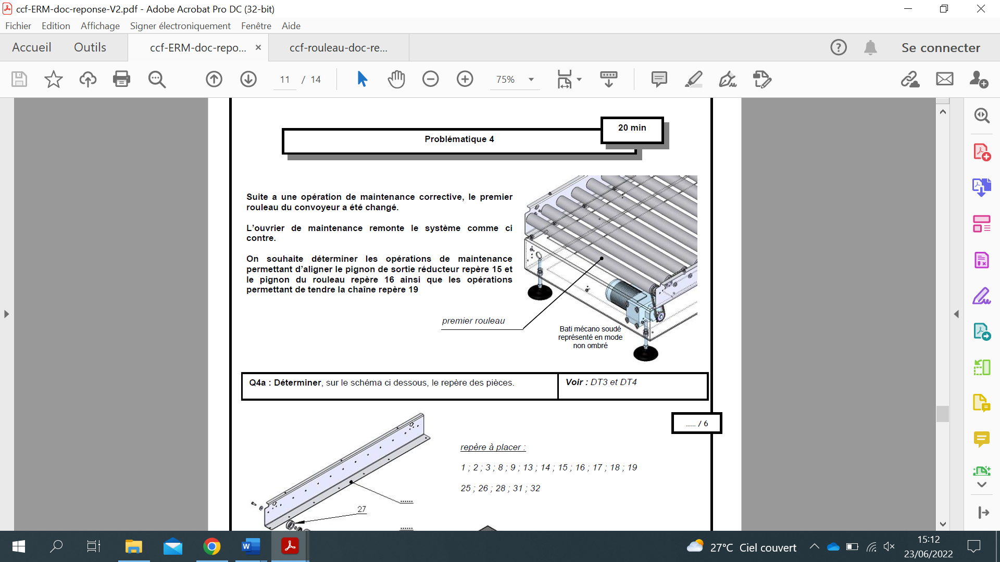 ccf-ERM-doc-reponse-V2.pdf - Adobe Acrobat Pro DC (32-bit)
Fichier Edition Affichage Signer électroniquement Fenêtre Aide
Accueil Outils ccf-ERM-doc-repo... × ccf-rouleau-doc-re... ? Se connecter
11 / 14 75%
20 min
Problématique 4
Suite a une opération de maintenance corrective, le premier
rouleau du convoyeur a été changé.
L'ouvrier de maintenance remonte le système comme ci
contre.
On souhaite déterminer les opérations de maintenance
permettant d'aligner le pignon de sortie réducteur repère 15 et
le pignon du rouleau repère 16 ainsi que les opérations
permettant de tendre la chaîne repère 19
premier rouleau
Bati mécano soudé
représenté en mode
non ombré
Q4a : Déterminer, sur le schéma ci dessous, le repère des pièces.
Voir : DT3 et DT4
...... / 6
repère à placer :
1 ; 2 ; 3 ; 8 ; 9 ; 13 ; 14 ; 15 ; 16 ; 17 ; 18 ; 19
25 ; 26 ; 28 ; 31 ; 32
......
27
......
27°C Ciel couvert
15:12
23/06/2022